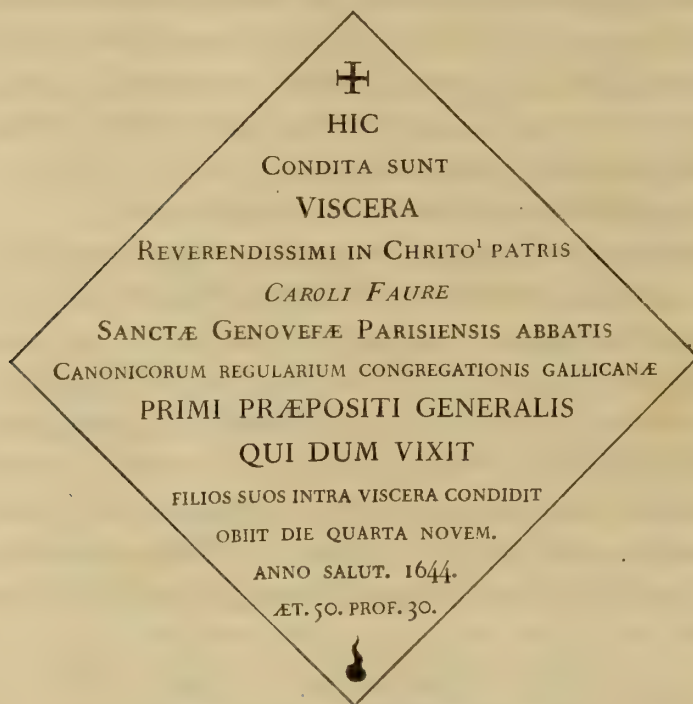 HIC
CONDITA SUNT
VISCERA
REVERENDISSIMI IN CHRITO¹ PATRIS
CAROLI FAURE
SANCTÆ GENOVEFÆ PARISIENSIS ABBATIS
CANONICORUM REGULARIUM CONGREGATIONIS GALLICANÆ
PRIMI PRÆPOSITI GENERALIS
QUI DUM VIXIT
FILIOS SUOS INTRA VISCERA CONDIDIT
OBIIT DIE QUARTA NOVEM.
ANNO SALUT. 1644.
ÆT. 50. PROF. 30.